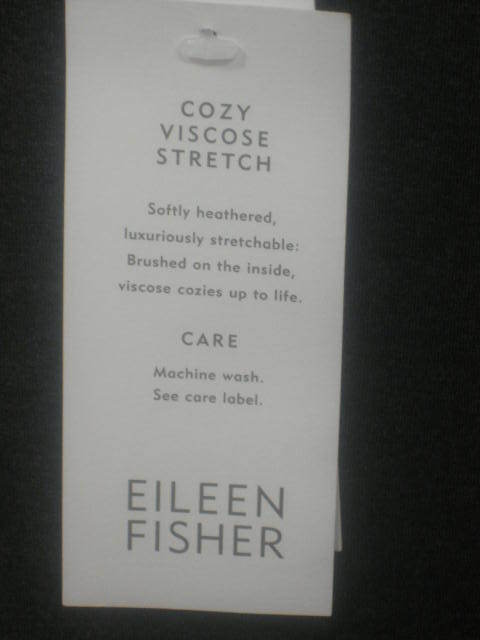 COZY
VISCOSE
STRETCH
Softly heathered,
luxuriously stretchable:
Brushed on the inside,
viscose cozies up to life.
CARE
Machine wash.
See care label.
EILEEN
FISHER